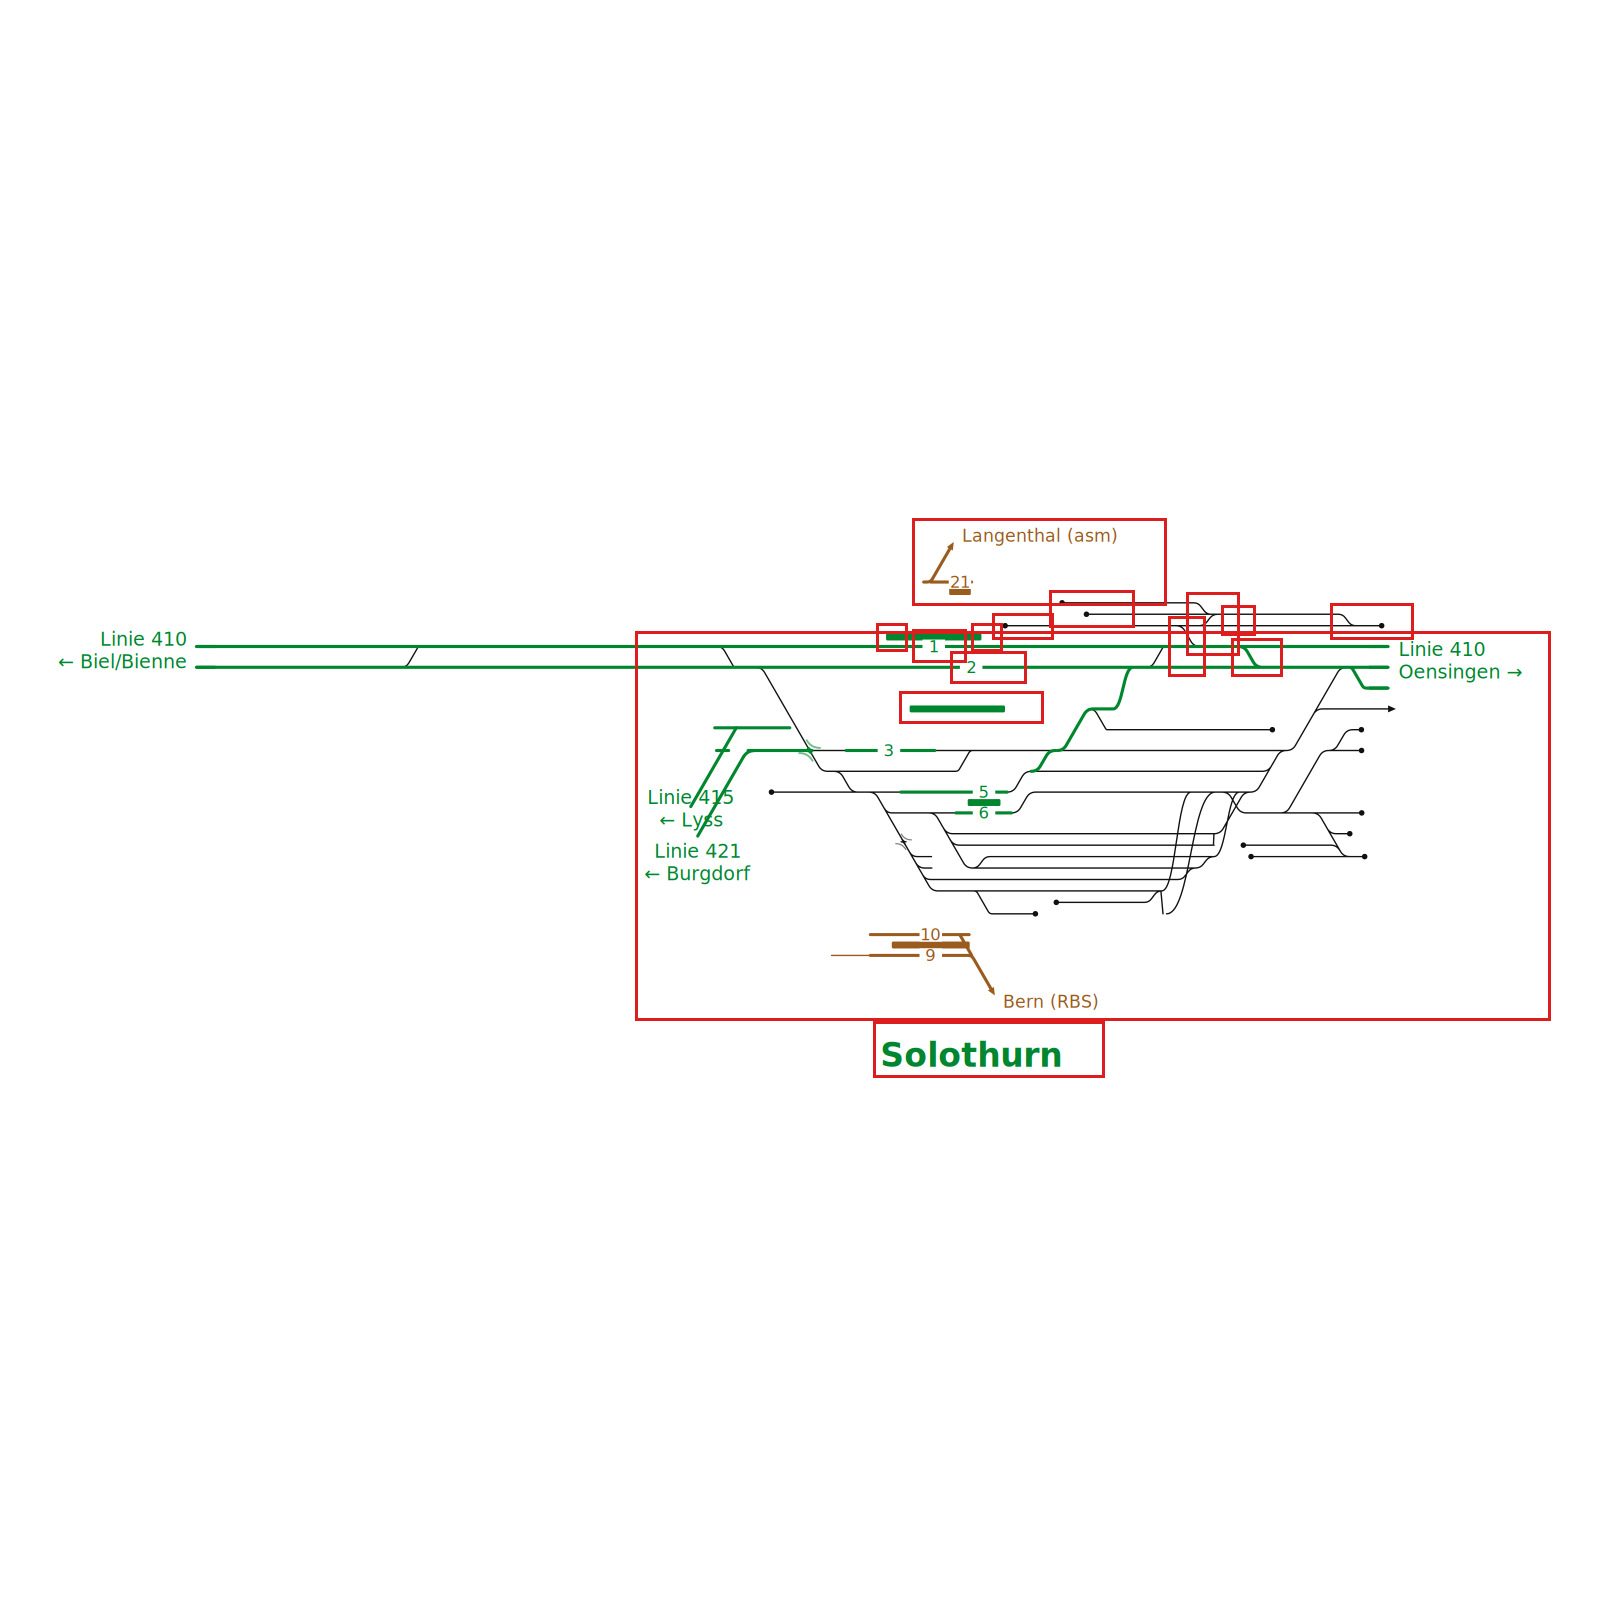 Langenthal (asm)
21
Linie 410
← Biel/Bienne
1
2
Linie 410
Oensingen →
3
Linie 415
← Lyss
5
6
Linie 421
← Burgdorf
10
9
Bern (RBS)
Solothurn